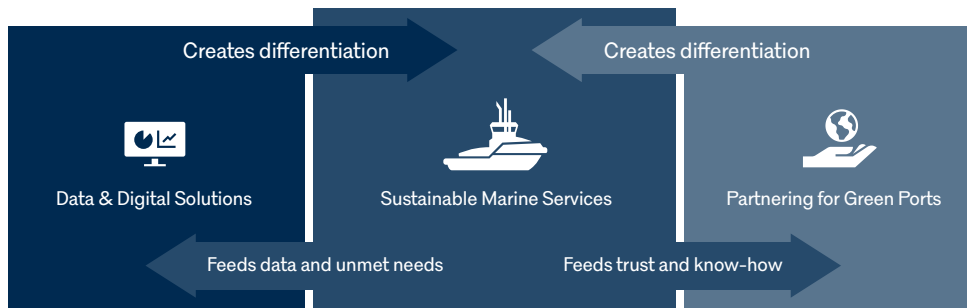 Creates differentiation
Creates differentiation
Data & Digital Solutions
Sustainable Marine Services
Partnering for Green Ports
Feeds data and unmet needs
Feeds trust and know-how